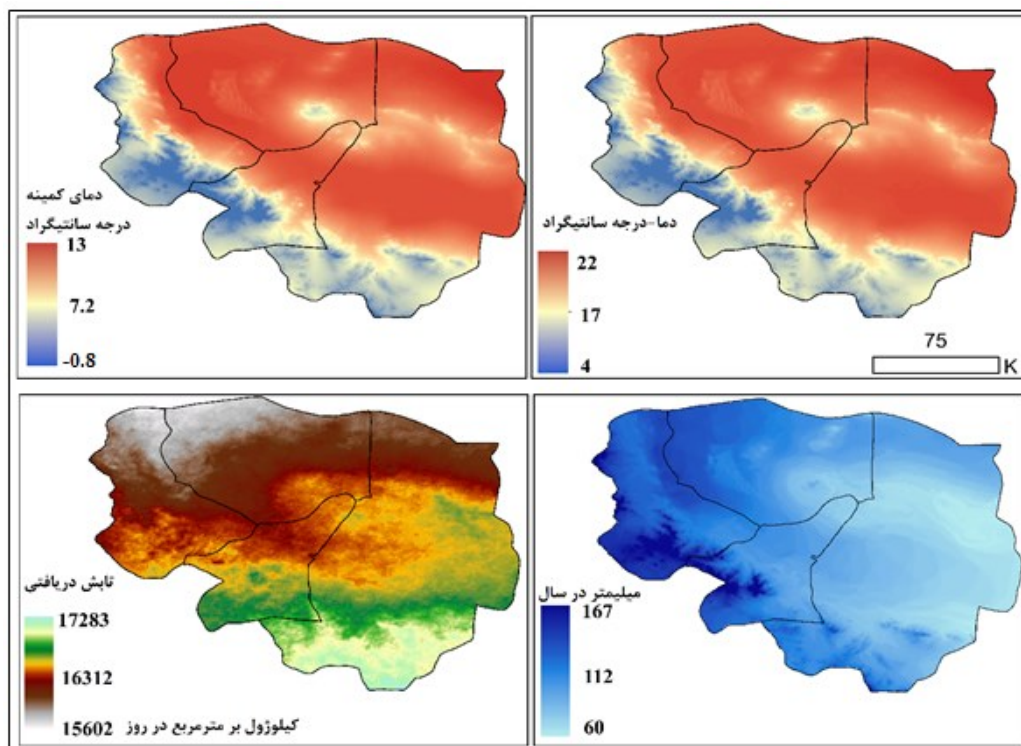 دمای کمینه
درجه سانتیگراد
13
7.2
-0.8
دما-درجه سانتیگراد
22
17
4
75
K
تابش دریافتی
17283
16312
15602
کیلوژول بر مترمربع در روز
میلیمتر در سال
167
112
60